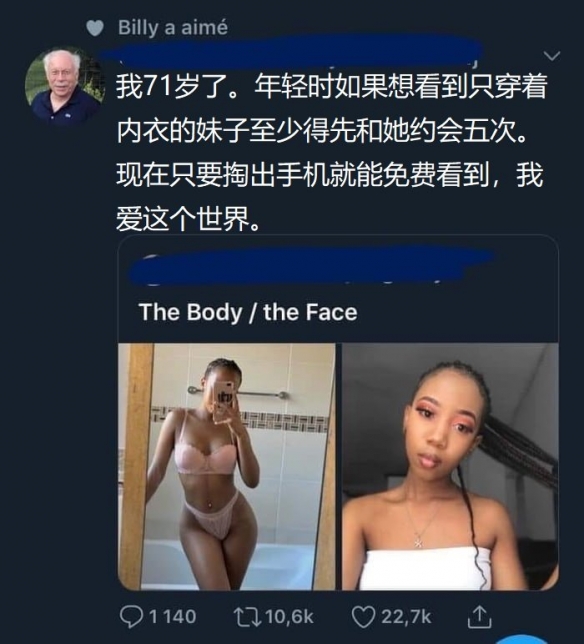 Billy a aimé
我71岁了。年轻时如果想看到只穿着
内衣的妹子至少得先和她约会五次。
现在只要掏出手机就能免费看到，我
爱这个世界。
The Body / the Face
1 140
10,6k
22,7k